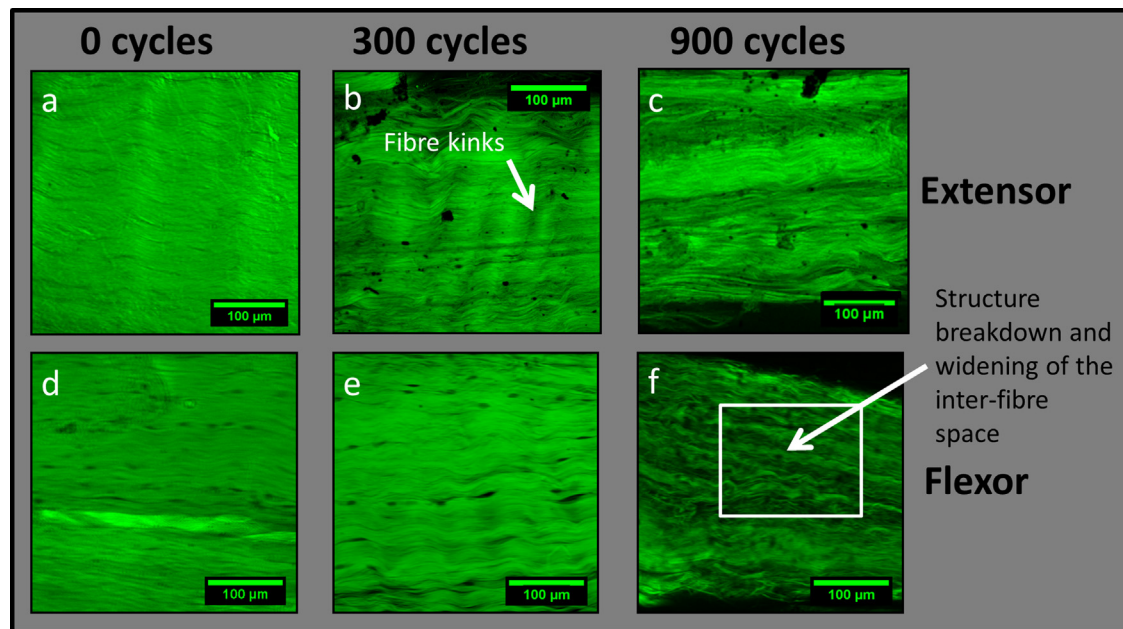 0 cycles
300 cycles
900 cycles
a
100 µm
b
100 µm
Fibre kinks
c
100 µm
Extensor
d
100 µm
e
100 µm
f
100 µm
Structure
breakdown and
widening of the
inter-fibre
space
Flexor